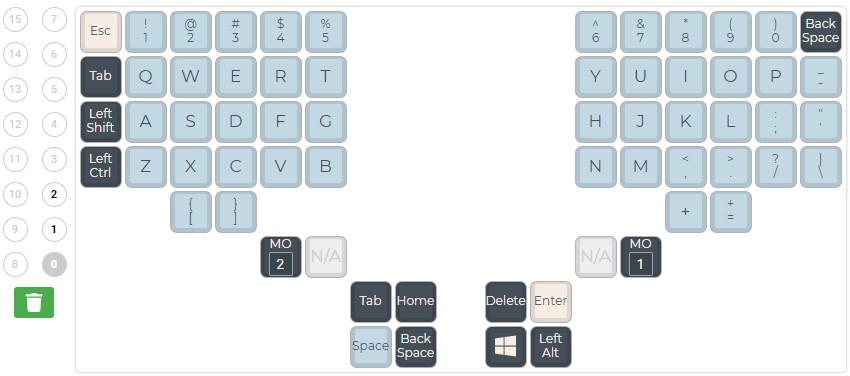 15 7
14 6
13 5
12 4
11 3
10 2
9 1
8 0
Esc ! 1 @ 2 # 3 $ 4 % 5 ^ 6 & 7 * 8 ( 9 ) 0 Back Space
Tab Q W E R T Y U I O P _ -
Left Shift A S D F G H J K L : ; " '
Left Ctrl Z X C V B N M < , > . ? / | \
{ [ } ] + + =
MO 2 N/A N/A MO 1
Tab Home Delete Enter
Space Back Space Left Alt